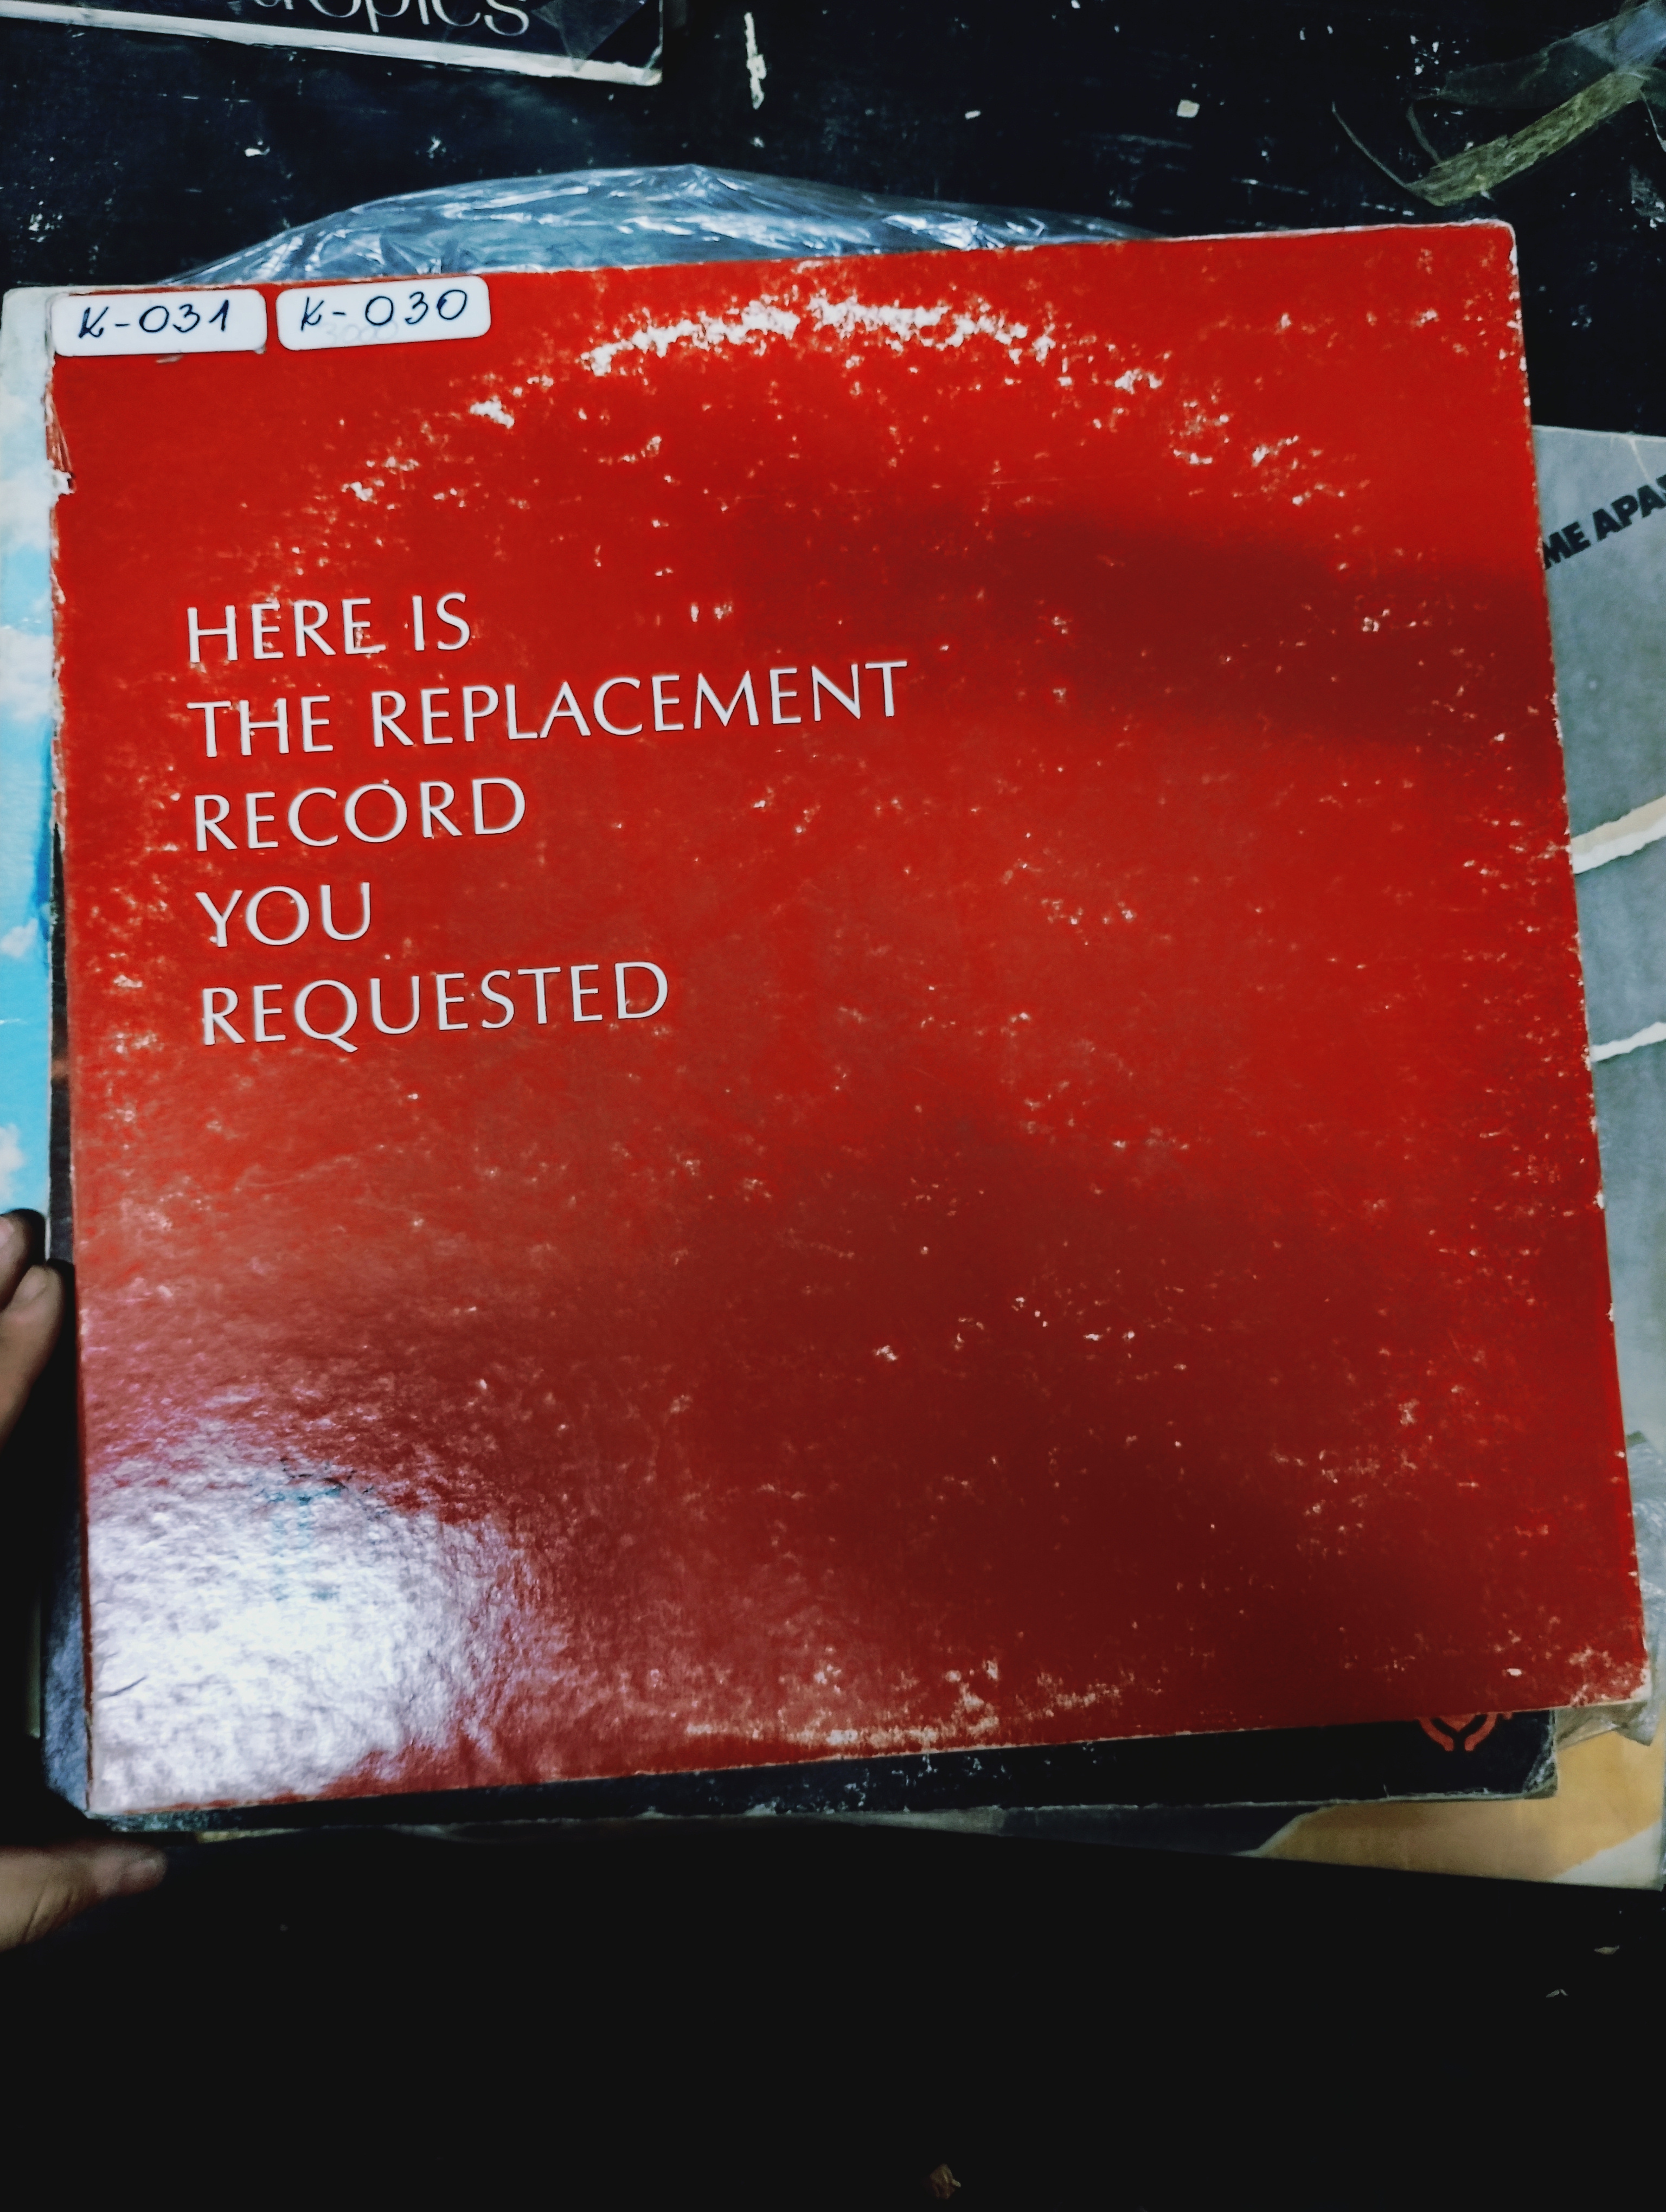 K-031 K-030
HERE IS
THE REPLACEMENT
RECORD
YOU
REQUESTED